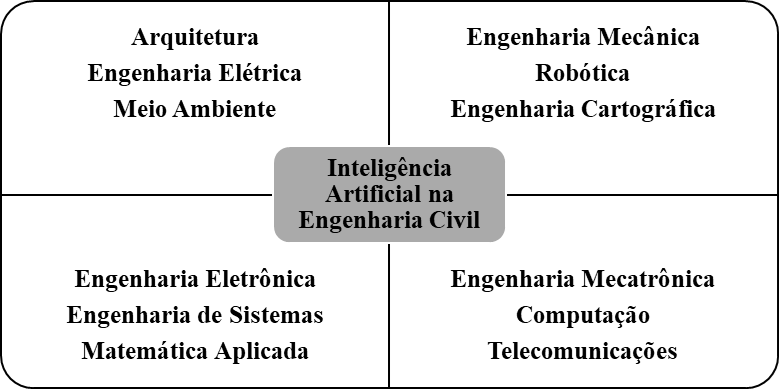 Arquitetura
Engenharia Elétrica
Meio Ambiente
Engenharia Mecânica
Robótica
Engenharia Cartográfica
Inteligência
Artificial na
Engenharia Civil
Engenharia Eletrônica
Engenharia de Sistemas
Matemática Aplicada
Engenharia Mecatrônica
Computação
Telecomunicações